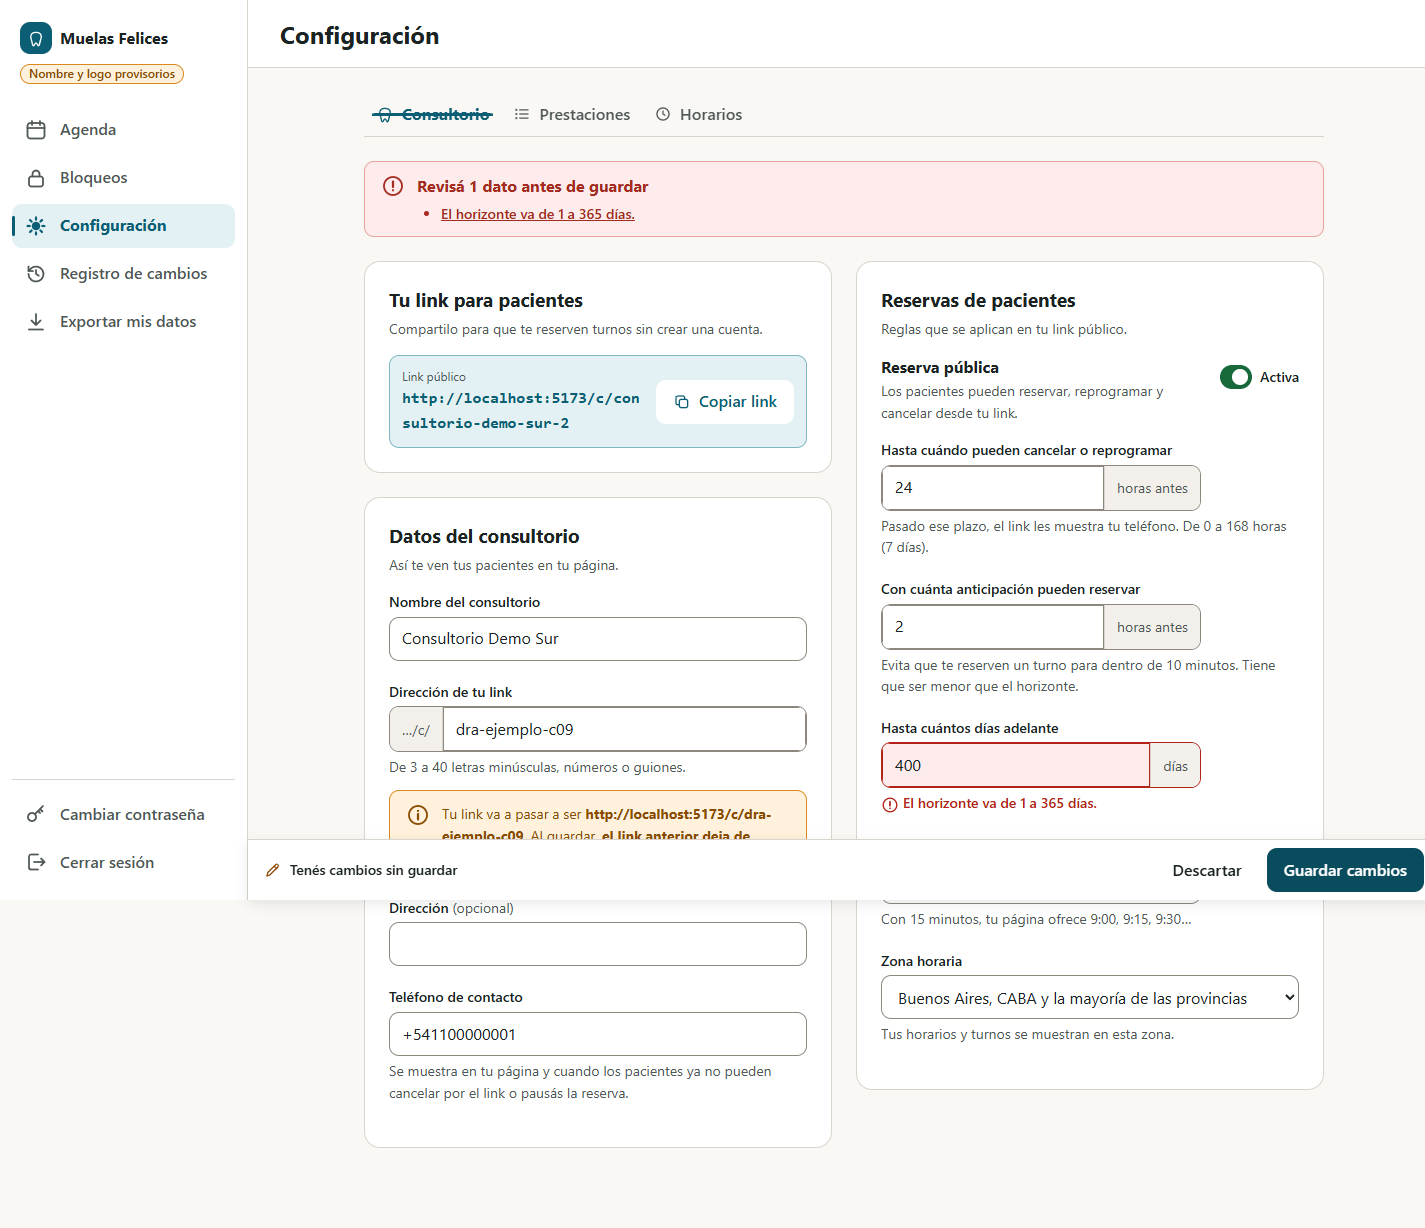 Muelas Felices
Nombre y logo provisorios
Agenda
Bloqueos
Configuración
Registro de cambios
Exportar mis datos
Cambiar contraseña
Cerrar sesión
Configuración
Consultorio
Prestaciones
Horarios
Revisá 1 dato antes de guardar
• El horizonte va de 1 a 365 días.
Tu link para pacientes
Compartilo para que te reserven turnos sin crear una cuenta.
Link público
http://localhost:5173/c/con
sultorio-demo-sur-2
Copiar link
Datos del consultorio
Así te ven tus pacientes en tu página.
Nombre del consultorio
Consultorio Demo Sur
Dirección de tu link
.../c/
dra-ejemplo-c09
De 3 a 40 letras minúsculas, números o guiones.
Tu link va a pasar a ser http://localhost:5173/c/dra-
ejemplo-c09. Al guardar, el link anterior deja de
Dirección (opcional)
Teléfono de contacto
+541100000001
Se muestra en tu página y cuando los pacientes ya no pueden
cancelar por el link o pausás la reserva.
Reservas de pacientes
Reglas que se aplican en tu link público.
Reserva pública
Activa
Los pacientes pueden reservar, reprogramar y
cancelar desde tu link.
Hasta cuándo pueden cancelar o reprogramar
24
horas antes
Pasado ese plazo, el link les muestra tu teléfono. De 0 a 168 horas
(7 días).
Con cuánta anticipación pueden reservar
2
horas antes
Evita que te reserven un turno para dentro de 10 minutos. Tiene
que ser menor que el horizonte.
Hasta cuántos días adelante
400
días
El horizonte va de 1 a 365 días.
Con 15 minutos, tu página ofrece 9:00, 9:15, 9:30...
Zona horaria
Buenos Aires, CABA y la mayoría de las provincias
Tus horarios y turnos se muestran en esta zona.
Tenés cambios sin guardar
Descartar
Guardar cambios